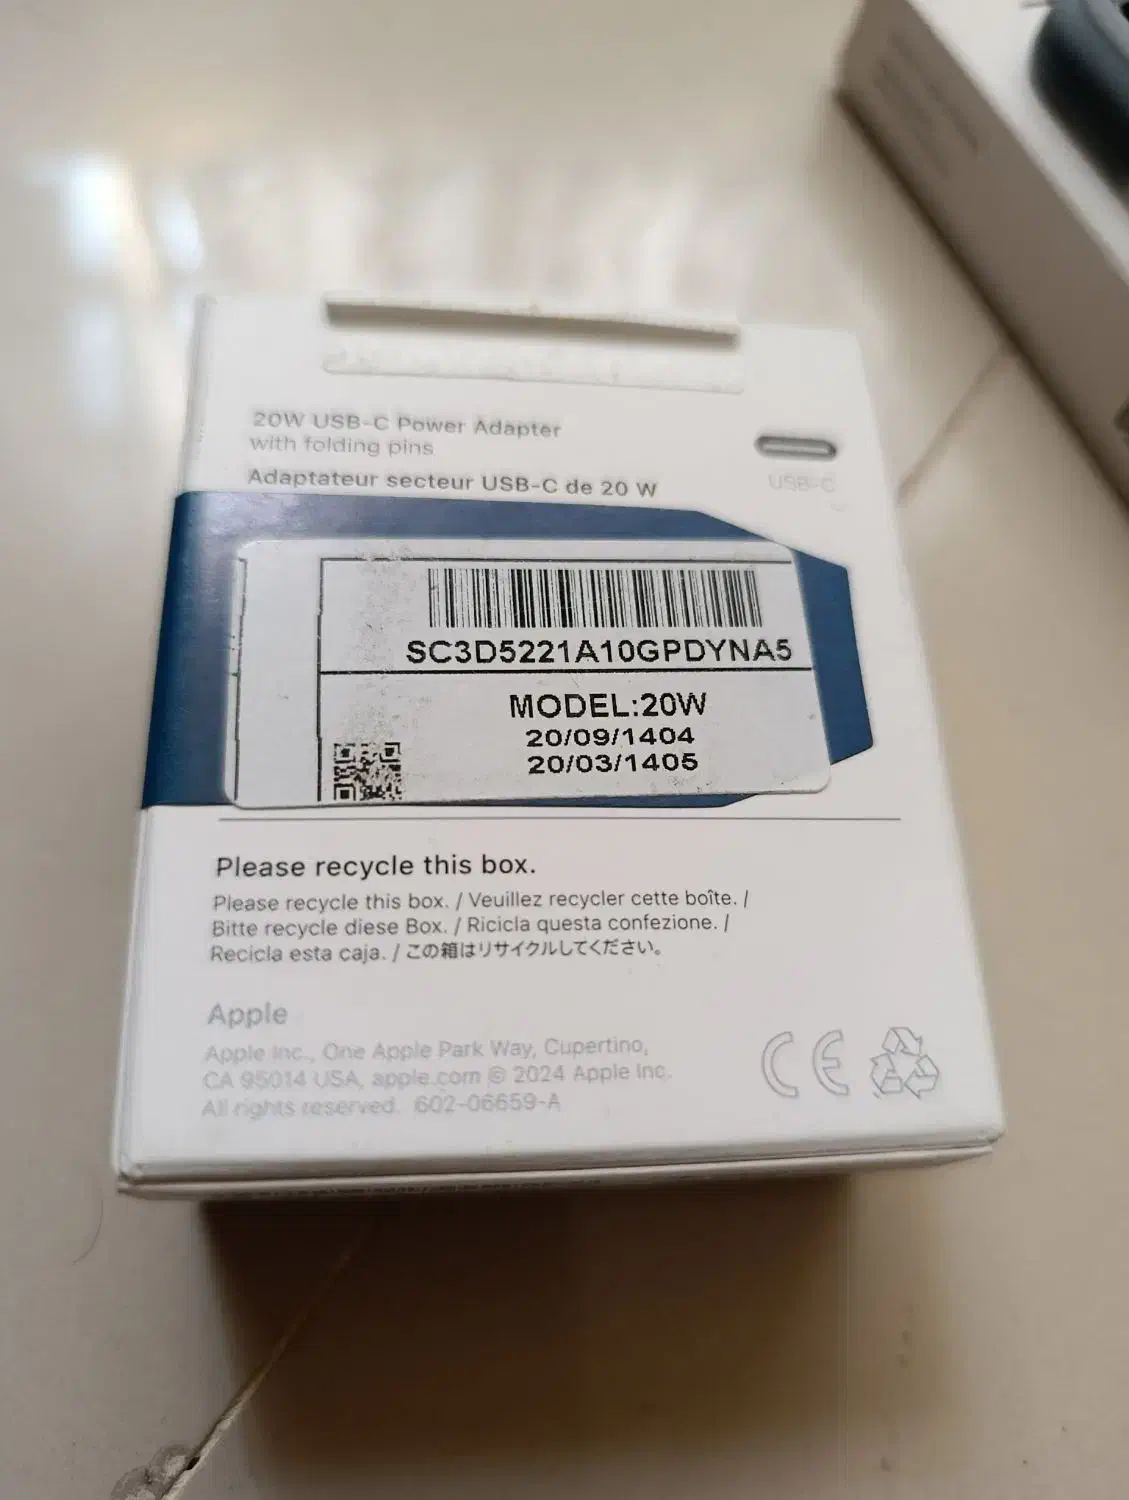 20W USB-C Power Adapter
with folding pins
Adaptateur secteur USB-C de 20 W
USB-C
SC3D5221A10GPDYNA5
MODEL:20W
20/09/1404
20/03/1405
Please recycle this box.
Please recycle this box. / Veuillez recycler cette boîte. /
Bitte recycle diese Box. / Ricicla questa confezione. /
Recicla esta caja. / この箱はリサイクルしてください。
Apple
Apple Inc., One Apple Park Way, Cupertino,
CA 95014 USA, apple.com © 2024 Apple Inc.
All rights reserved. 602-06659-A
CE